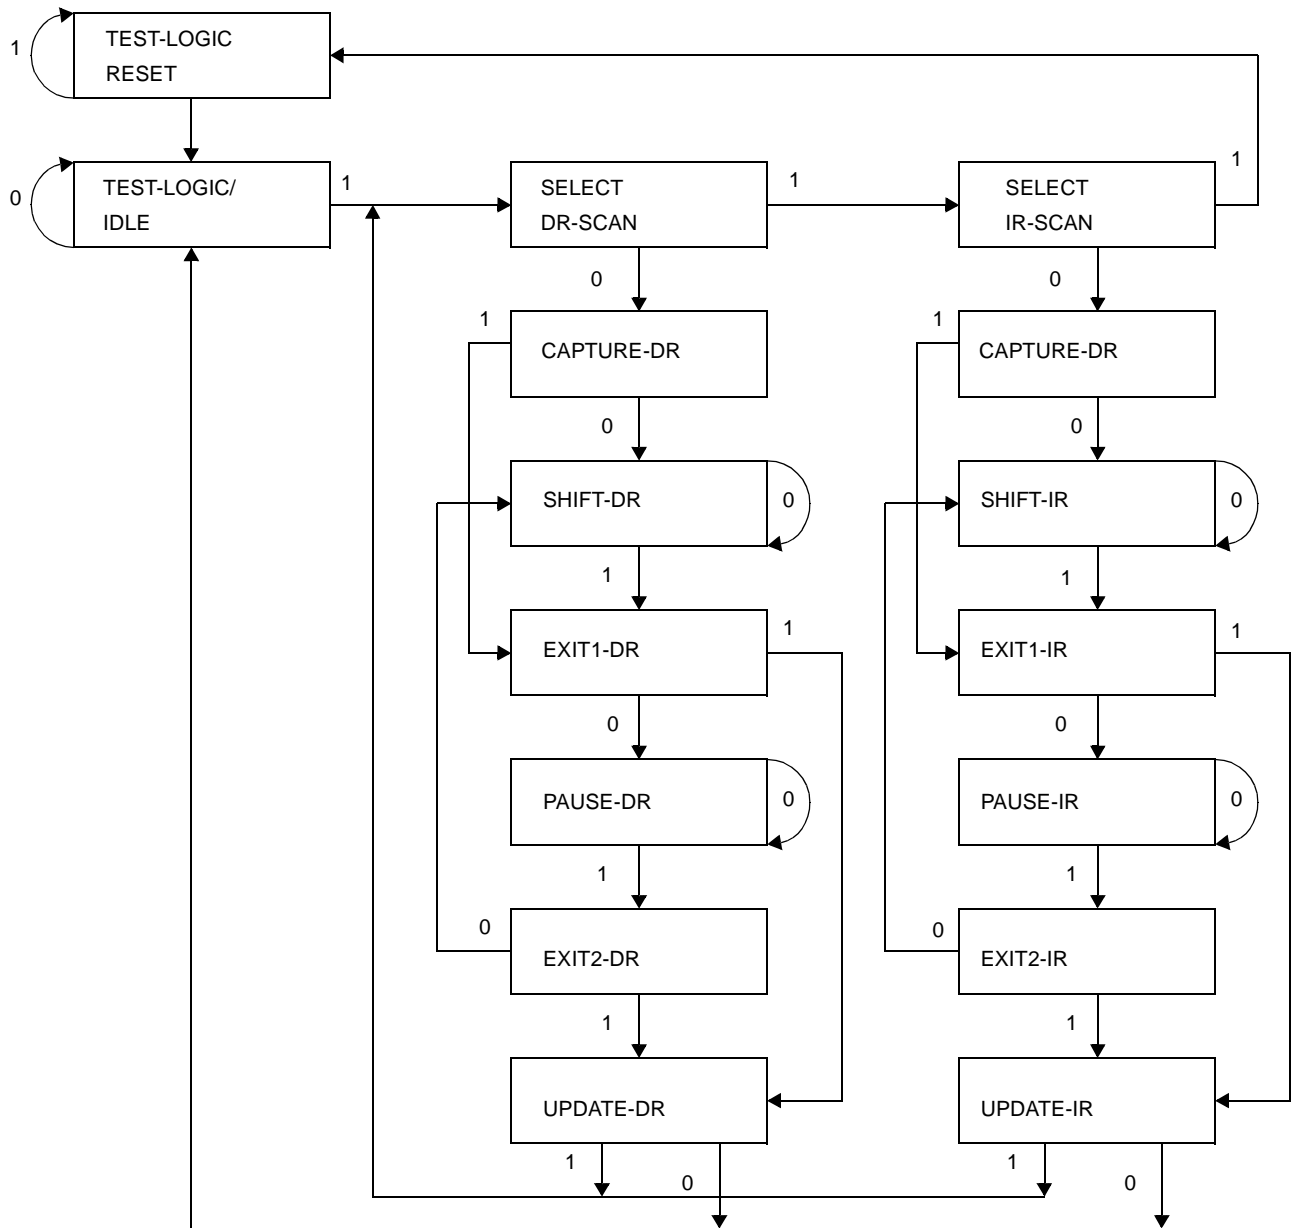 1
TEST-LOGIC
RESET
0
TEST-LOGIC/
IDLE
1
SELECT
DR-SCAN
1
SELECT
IR-SCAN
1
0
0
1
CAPTURE-DR
1
CAPTURE-DR
0
0
SHIFT-DR
0
SHIFT-IR
0
1
1
EXIT1-DR
1
EXIT1-IR
1
0
0
PAUSE-DR
0
PAUSE-IR
0
1
1
0
EXIT2-DR
0
EXIT2-IR
1
1
UPDATE-DR
UPDATE-IR
1
0
1
0